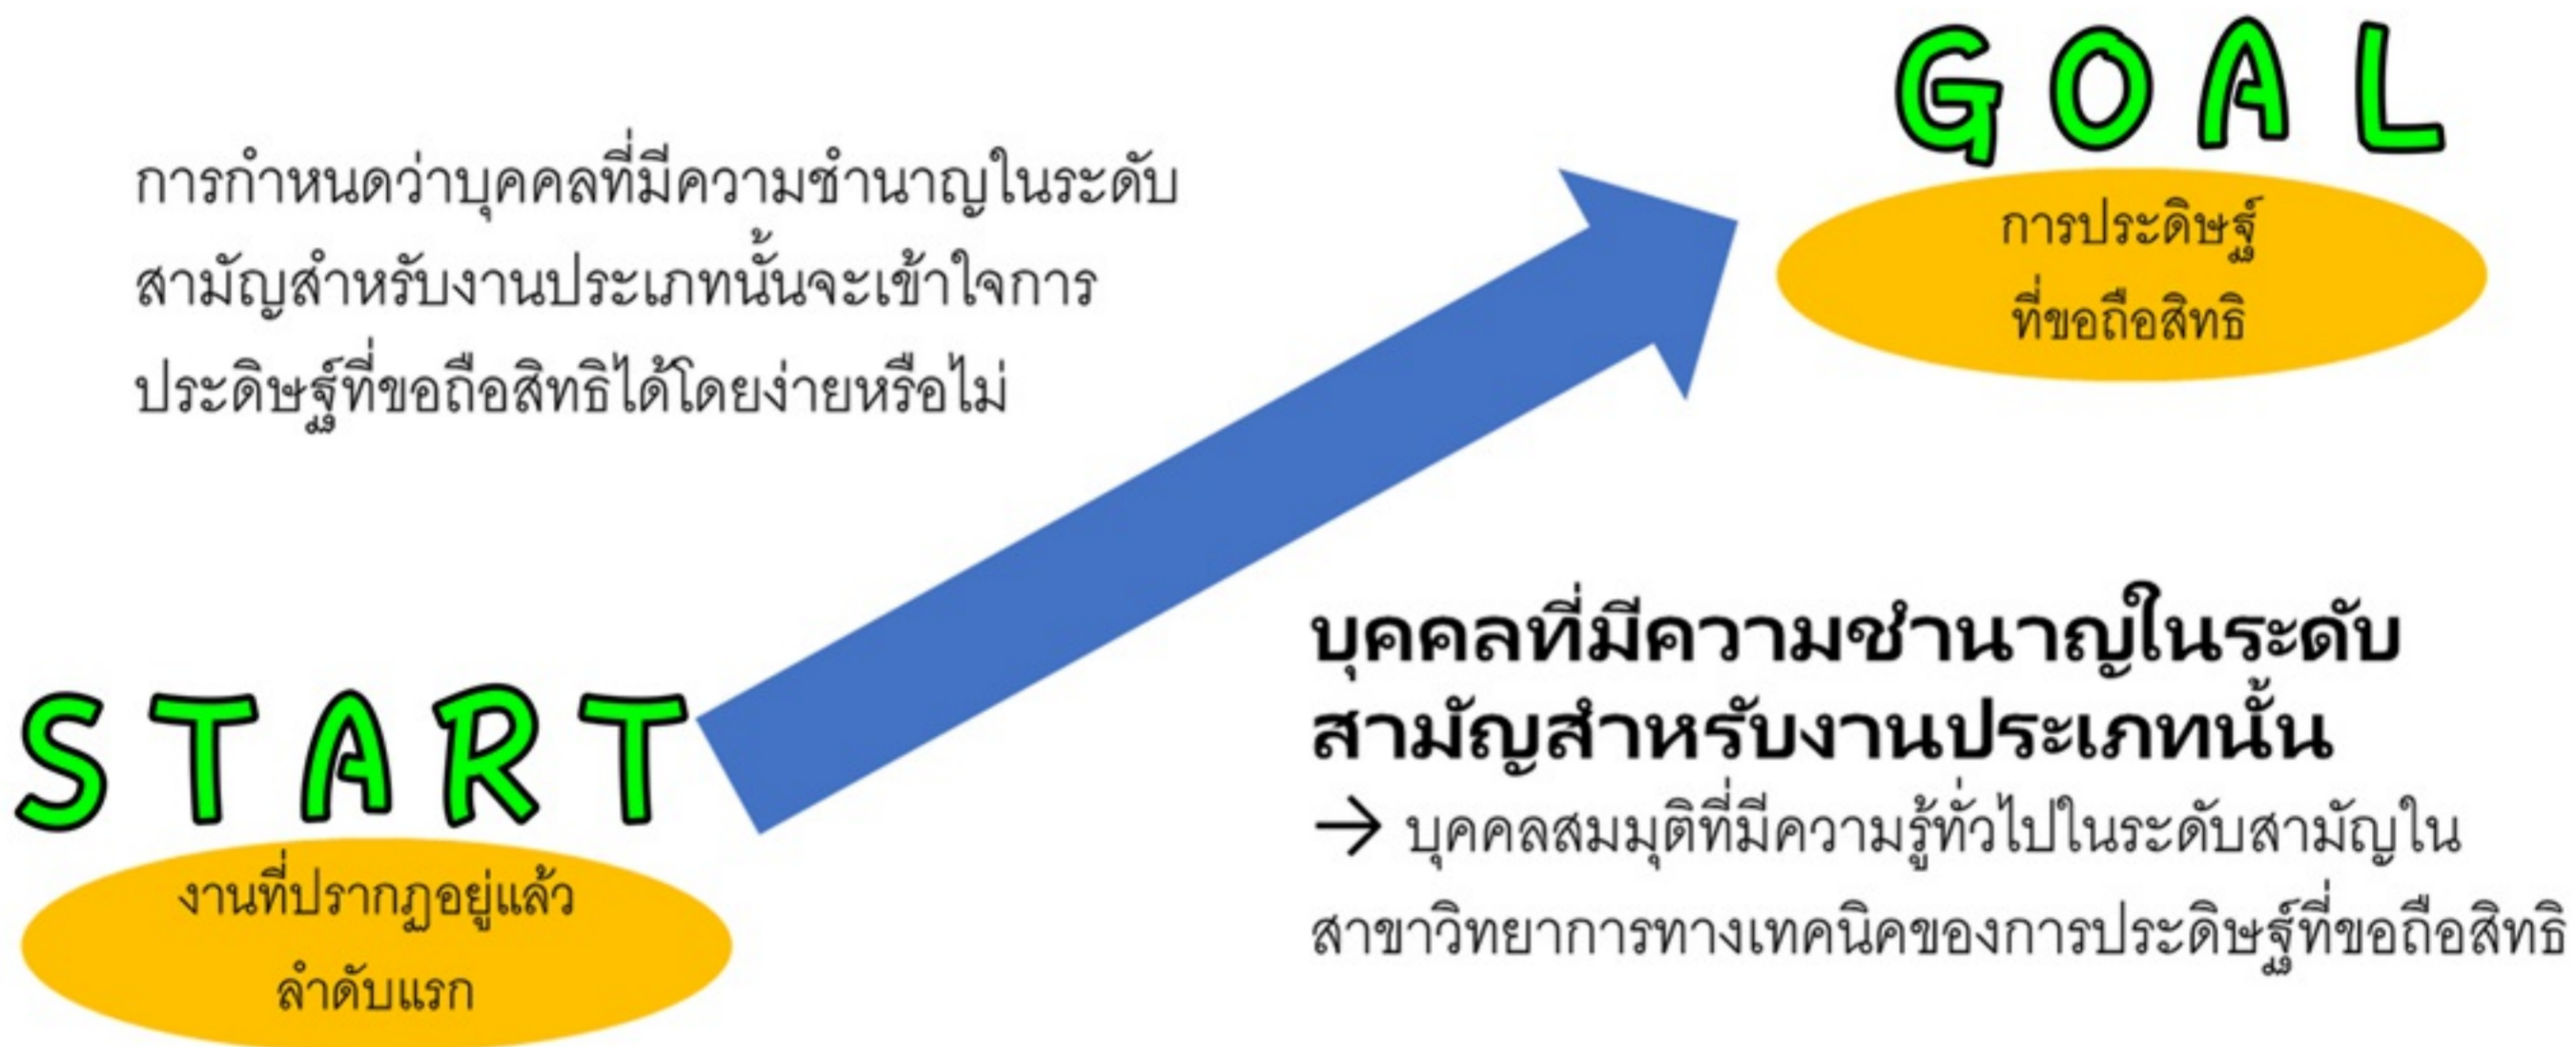 GOAL
การประดิษฐ์
ที่ขอถือสิทธิ
การกำหนดว่าบุคคลที่มีความชำนาญในระดับ
สามัญสำหรับงานประเภทนั้นจะเข้าใจการ
ประดิษฐ์ที่ขอถือสิทธิได้โดยง่ายหรือไม่
บุคคลที่มีความชำนาญในระดับ
สามัญสำหรับงานประเภทนั้น
→ บุคคลสมมุติที่มีความรู้ทั่วไปในระดับสามัญใน
สาขาวิทยาการทางเทคนิคของการประดิษฐ์ที่ขอถือสิทธิ
START
งานที่ปรากฏอยู่แล้ว
ลำดับแรก